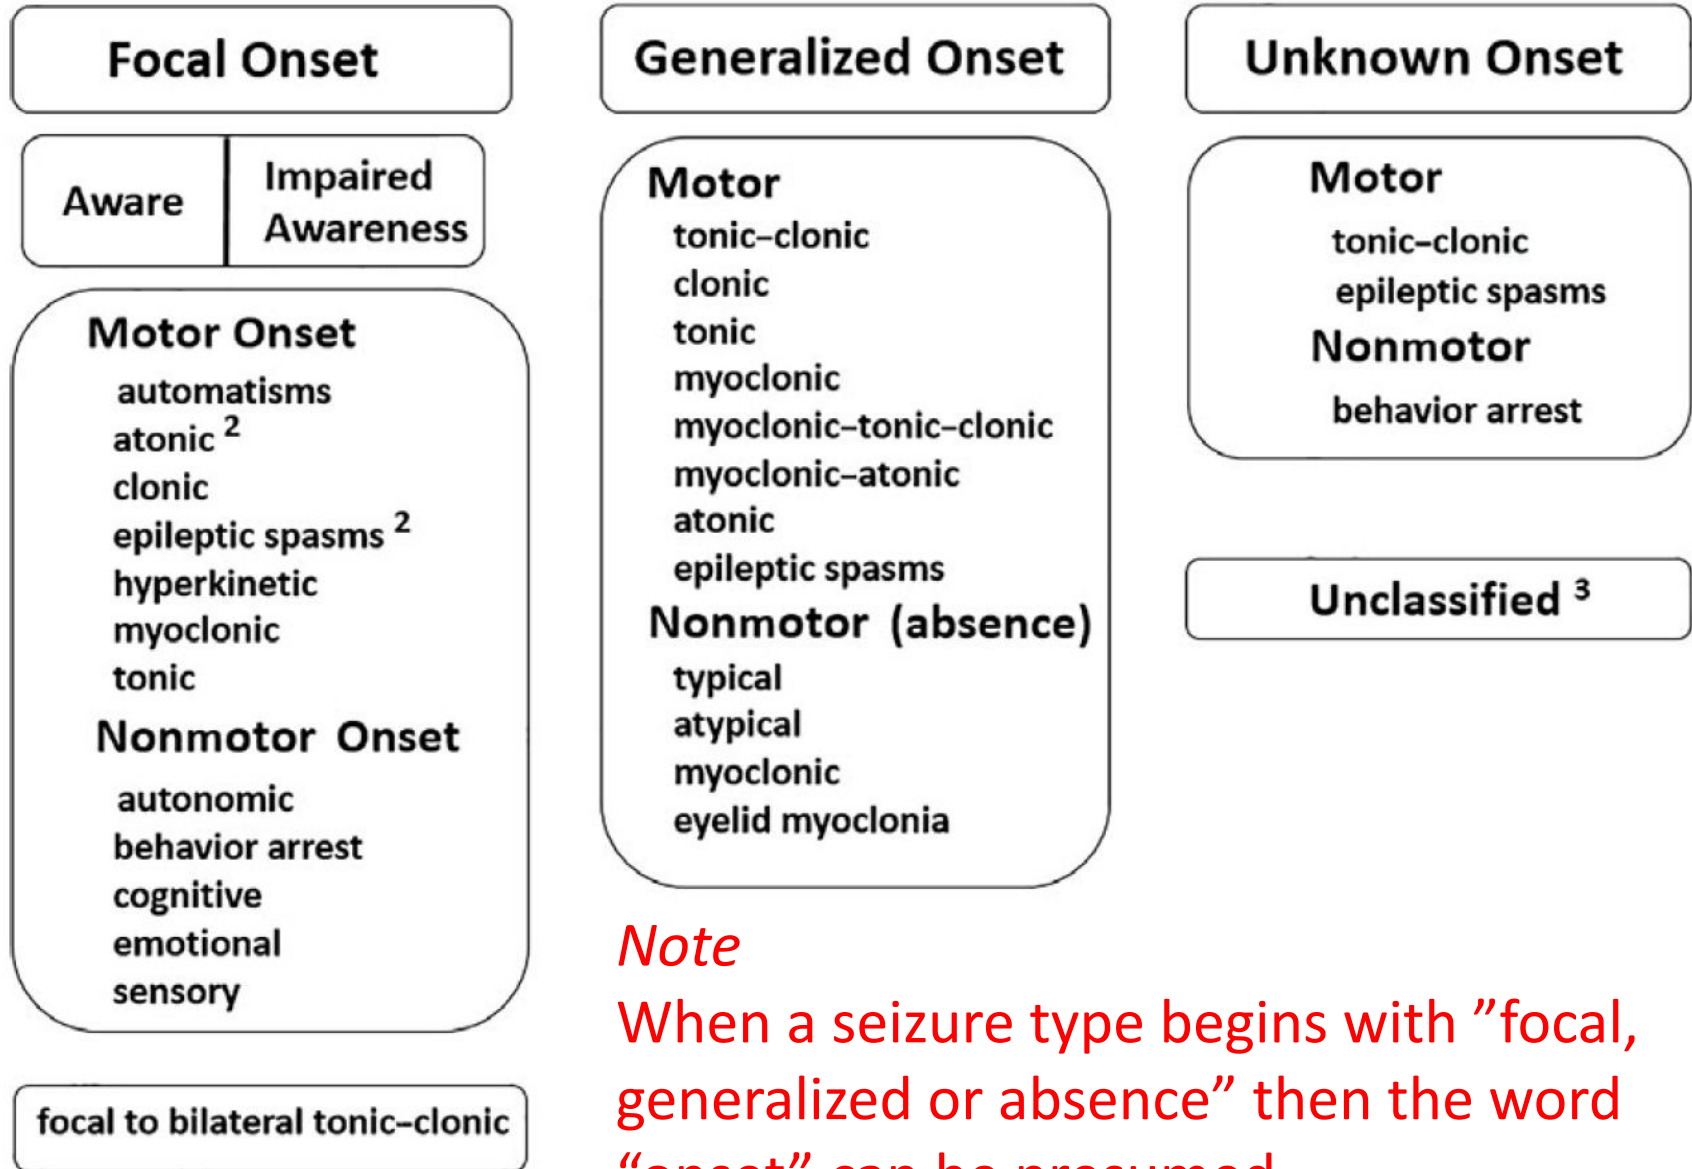 Focal Onset
Aware
Impaired
Awareness
Motor Onset
automatisms
atonic 2
clonic
epileptic spasms 2
hyperkinetic
myoclonic
tonic
Nonmotor Onset
autonomic
behavior arrest
cognitive
emotional
sensory
focal to bilateral tonic–clonic
Generalized Onset
Motor
tonic–clonic
clonic
tonic
myoclonic
myoclonic–tonic–clonic
myoclonic–atonic
atonic
epileptic spasms
Nonmotor (absence)
typical
atypical
myoclonic
eyelid myoclonia
Unknown Onset
Motor
tonic–clonic
epileptic spasms
Nonmotor
behavior arrest
Unclassified 3
Note
When a seizure type begins with ”focal,
generalized or absence” then the word
“onset” can be presumed